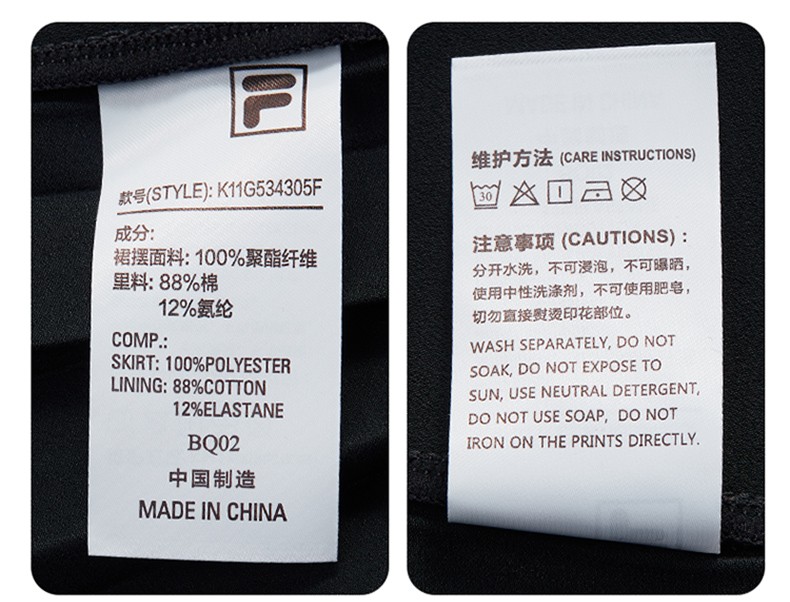 款号(STYLE): K11G534305F
成分:
裙摆面料: 100%聚酯纤维
里料: 88%棉
12%氨纶
COMP.:
SKIRT: 100%POLYESTER
LINING: 88%COTTON
12%ELASTANE
BQ02
中国制造
MADE IN CHINA
维护方法 (CARE INSTRUCTIONS)
30
注意事项 (CAUTIONS) :
分开水洗，不可浸泡，不可曝晒，
使用中性洗涤剂，不可使用肥皂，
切勿直接熨烫印花部位。
WASH SEPARATELY, DO NOT
SOAK, DO NOT EXPOSE TO
SUN, USE NEUTRAL DETERGENT,
DO NOT USE SOAP,  DO NOT
IRON ON THE PRINTS DIRECTLY.